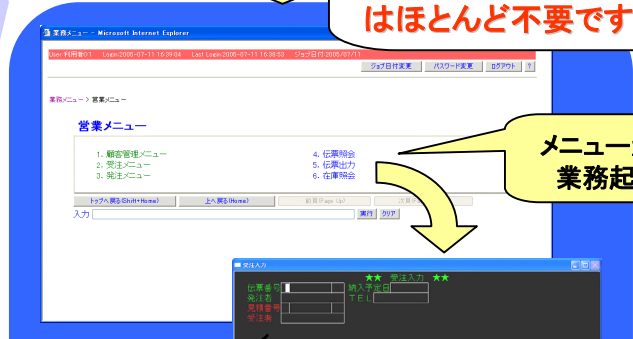 はほとんど不要です
業務メニュー - Microsoft Internet Explorer
User:利用者01 Login:2005-07-11 16:39:04 Last Login:2005-07-11 16:38:53 ジョブ日付:2005/07/11
ジョブ日付変更 パスワード変更 ログアウト ?
業務メニュー > 営業メニュー
営業メニュー
1. 顧客管理メニュー 4. 伝票照会
2. 受注メニュー 5. 伝票出力
3. 発注メニュー 6. 在庫照会
トップへ戻る(Shift+Home) 上へ戻る(Home) 前頁(Page Up) 次頁
入力 実行 クリア
メニュー
業務起
受注入力
★★ 受注入力 ★★
伝票番号 納入予定日
発注者 TEL
見積番号
受注者